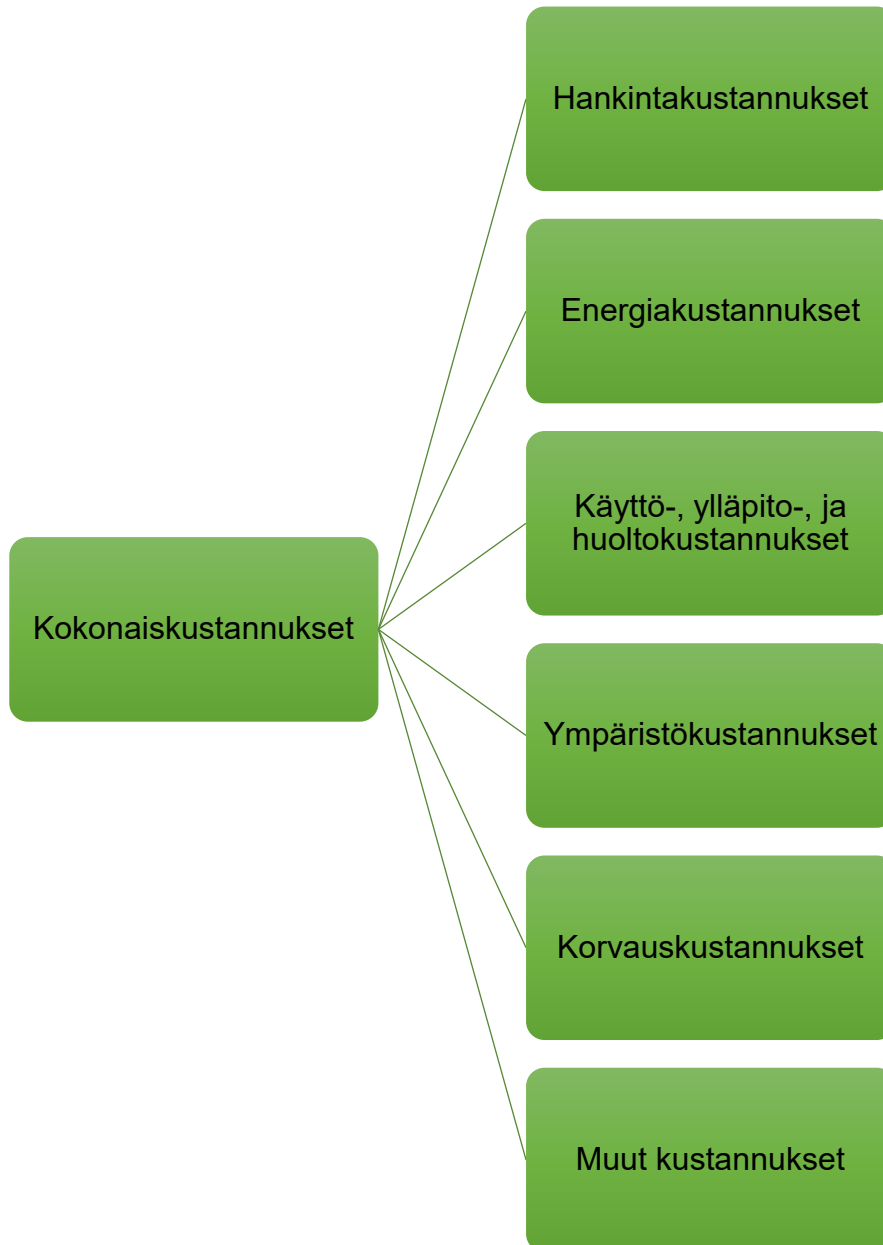 Hankintakustannukset
Energiakustannukset
Käyttö-, ylläpito-, ja
huoltokustannukset
Kokonaiskustannukset
Ympäristökustannukset
Korvauskustannukset
Muut kustannukset